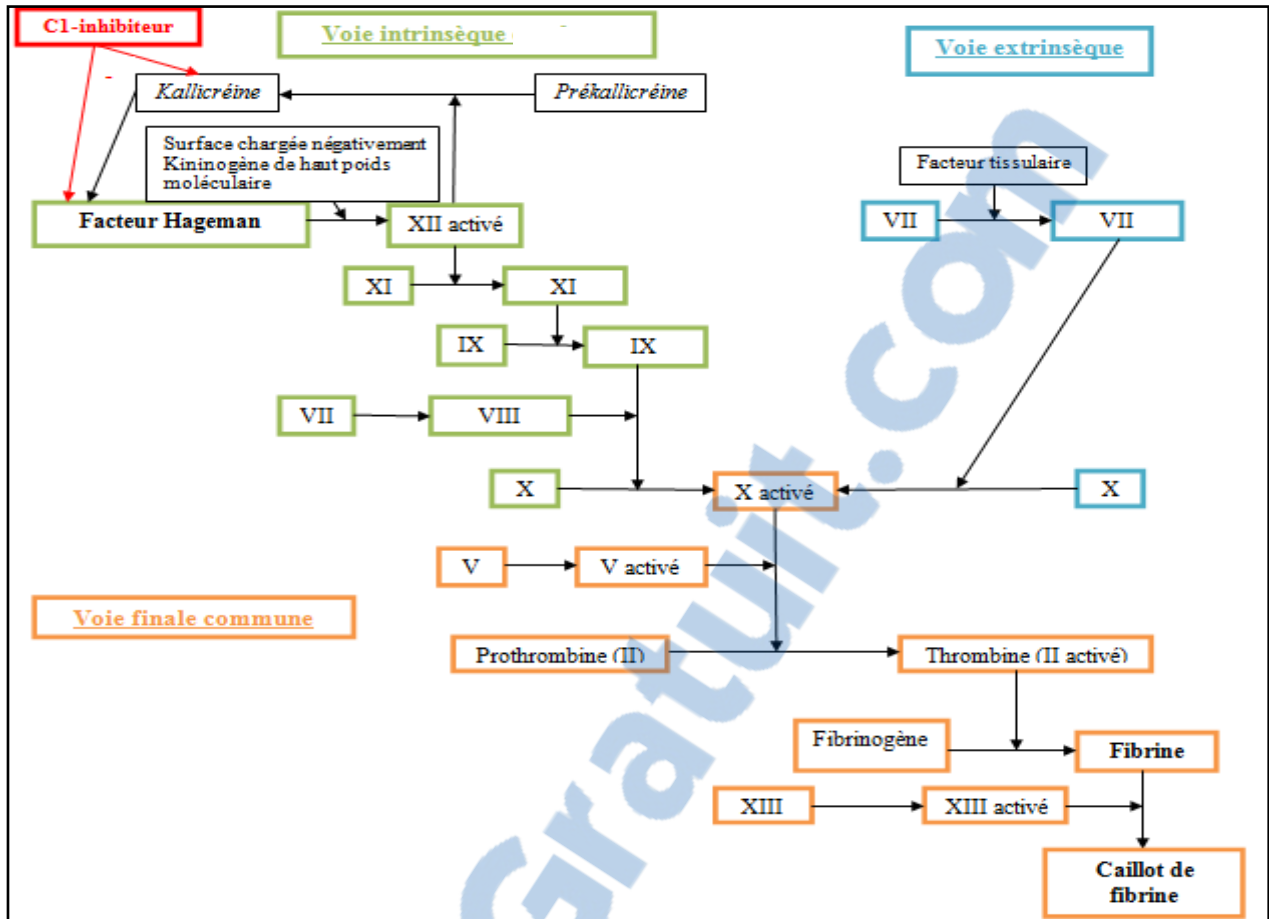 C1-inhibiteur
Voie intrinsèque
Voie extrinsèque
-
Kallicréine
Prékallicréine
Surface chargée négativement
Kininogène de haut poids
moléculaire
Facteur tissulaire
Facteur Hageman
XII activé
VII
VII
XI
XI
IX
IX
VII
VIII
X
X activé
X
V
V activé
Voie finale commune
Prothrombine (II)
Thrombine (II activé)
Fibrinogène
Fibrine
XIII
XIII activé
Caillot de
fibrine
Gratuit.com